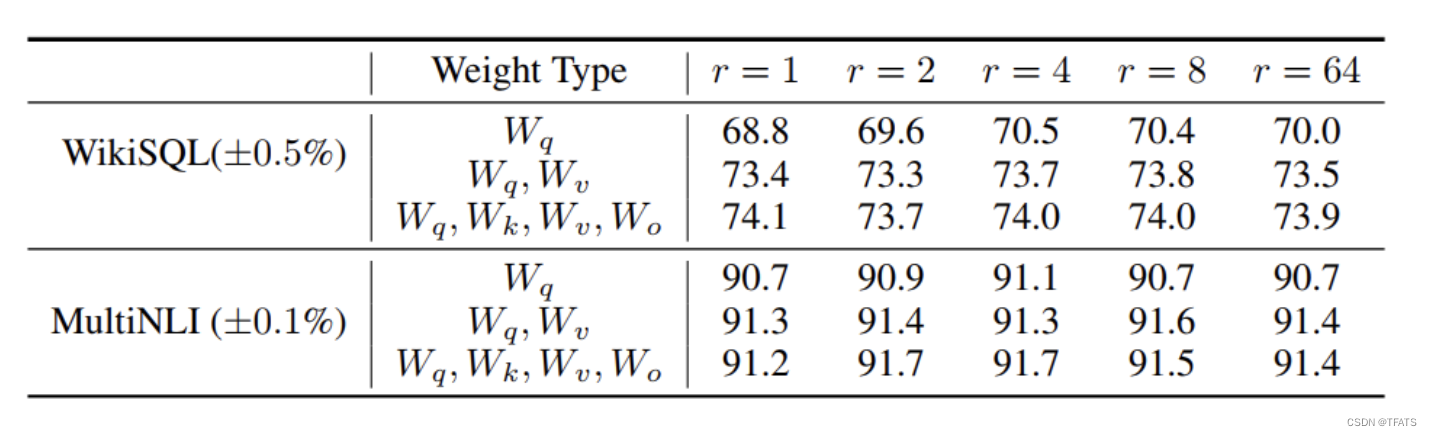 Weight Type r = 1 r = 2 r = 4 r = 8 r = 64
WikiSQL(±0.5%) W_q 68.8 69.6 70.5 70.4 70.0
W_q, W_v 73.4 73.3 73.7 73.8 73.5
W_q, W_k, W_v, W_o 74.1 73.7 74.0 74.0 73.9
MultiNLI (±0.1%) W_q 90.7 90.9 91.1 90.7 90.7
W_q, W_v 91.3 91.4 91.3 91.6 91.4
W_q, W_k, W_v, W_o 91.2 91.7 91.7 91.5 91.4
CSDN @TFATS